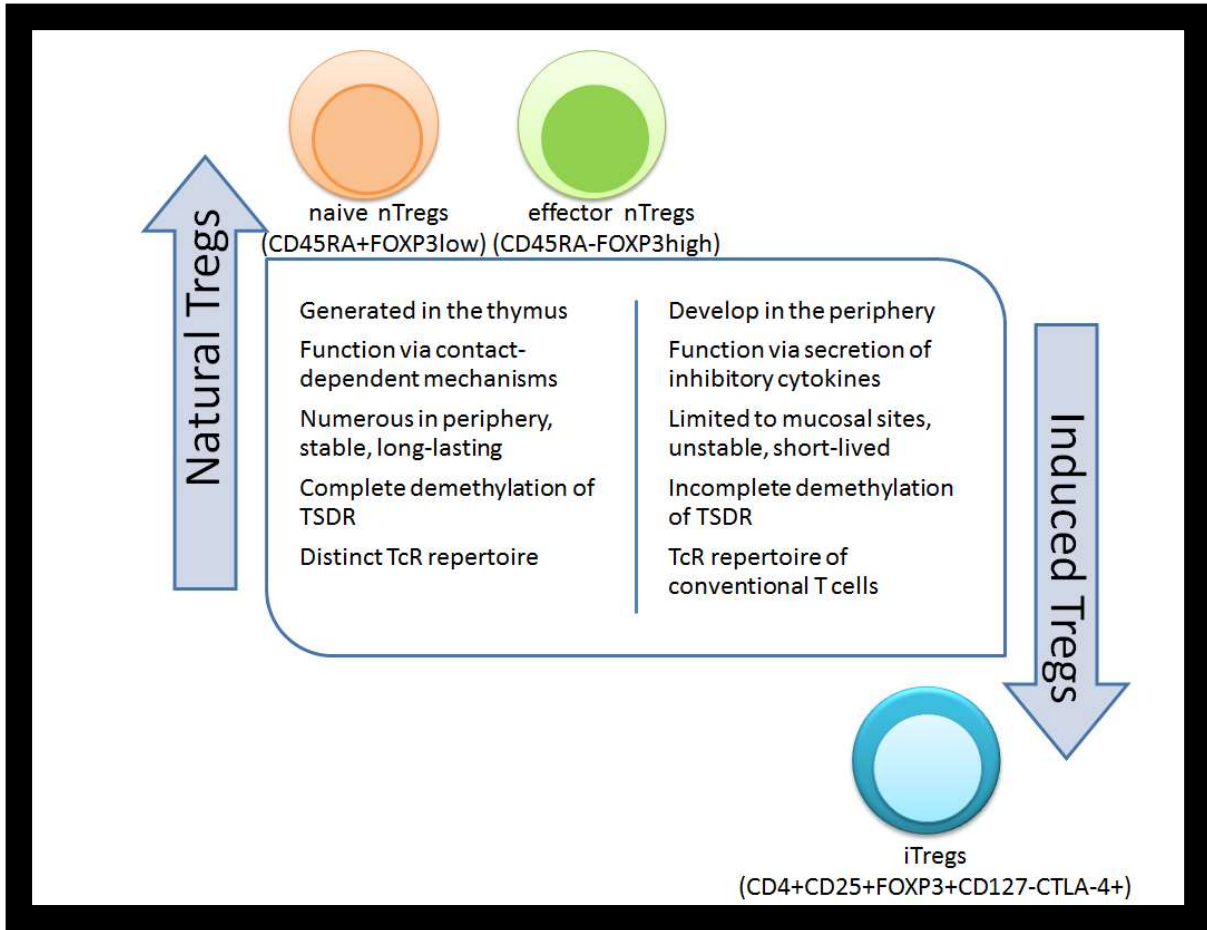 naive nTregs
(CD45RA+FOXP3low)
effector nTregs
(CD45RA-FOXP3high)
Natural Tregs
Generated in the thymus
Function via contact-
dependent mechanisms
Numerous in periphery,
stable, long-lasting
Complete demethylation of
TSDR
Distinct TcR repertoire
Develop in the periphery
Function via secretion of
inhibitory cytokines
Limited to mucosal sites,
unstable, short-lived
Incomplete demethylation
of TSDR
TcR repertoire of
conventional T cells
Induced Tregs
iTregs
(CD4+CD25+FOXP3+CD127-CTLA-4+)